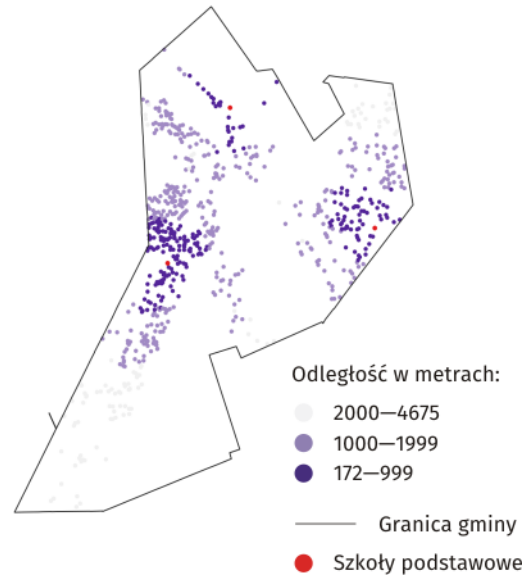 Odległość w metrach:
2000—4675
1000—1999
172—999
Granica gminy
Szkoły podstawowe